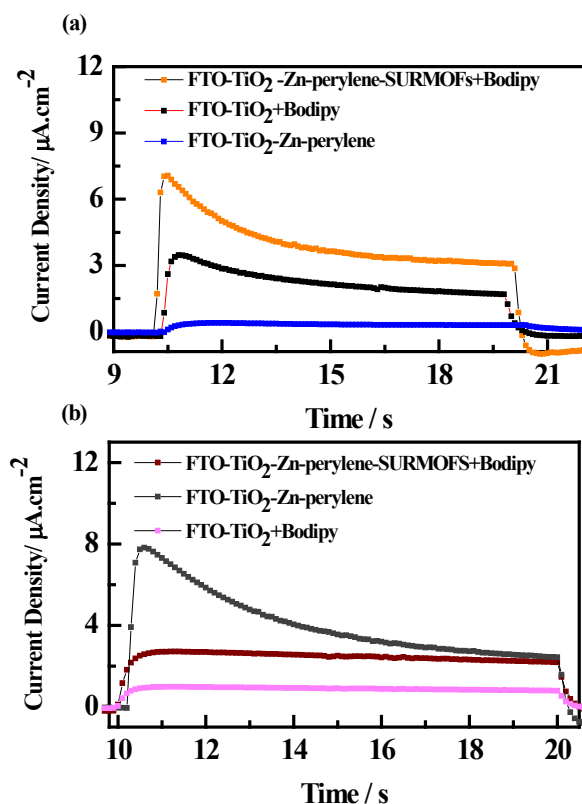 (a)
12
9
6
3
0
Current Density/ μA.cm-2
FTO-TiO2 -Zn-perylene-SURMOFs+Bodipy
FTO-TiO2+Bodipy
FTO-TiO2-Zn-perylene
9 12 15 18 21
Time / s
(b)
12
8
4
0
Current Density/ μA.cm-2
FTO-TiO2-Zn-perylene-SURMOFS+Bodipy
FTO-TiO2-Zn-perylene
FTO-TiO2+Bodipy
10 12 14 16 18 20
Time / s